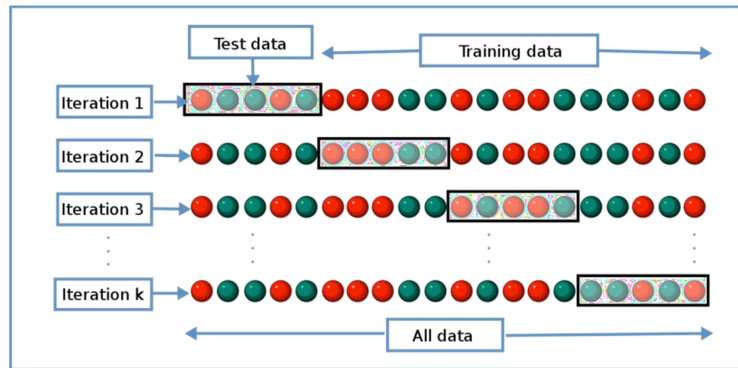 Test data
Training data
Iteration 1
Iteration 2
Iteration 3
Iteration k
All data